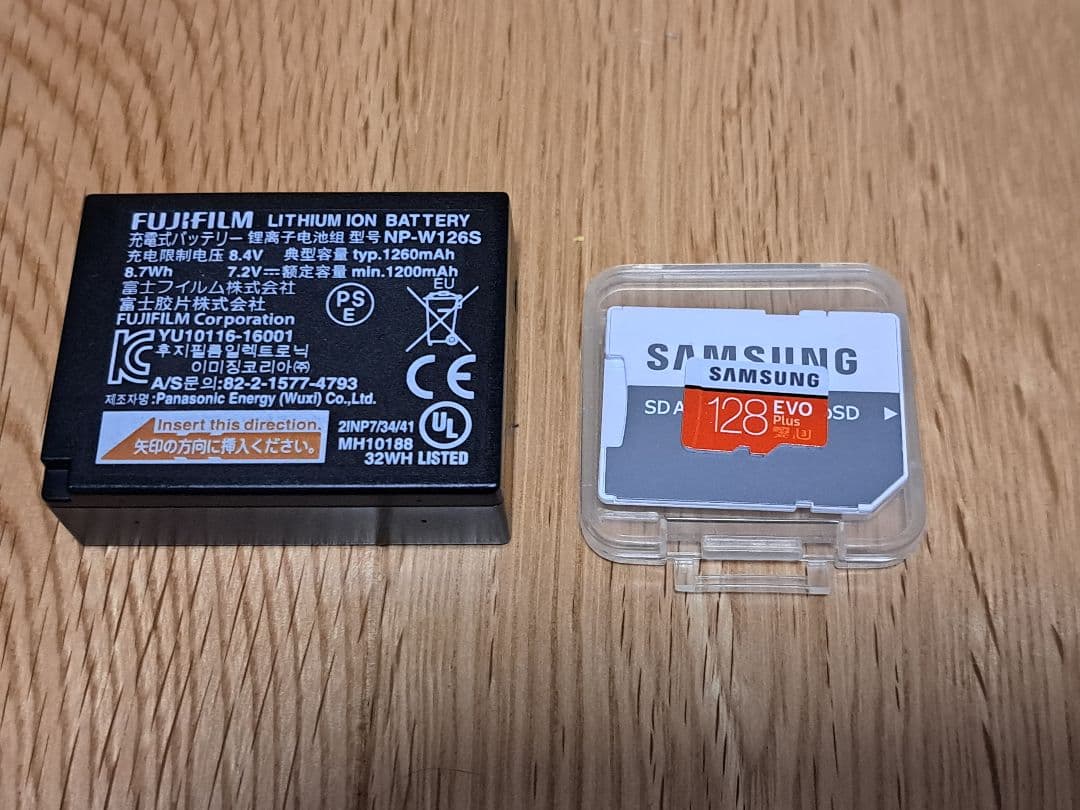 FUJIFILM LITHIUM ION BATTERY
充電式バッテリー 锂离子电池组 型号 NP-W126S
充电限制电压 8.4V 典型容量 typ.1260mAh
8.7Wh 7.2V⎓額定容量 min.1200mAh
富士フイルム株式会社
富士胶片株式会社
FUJIFILM Corporation
PS
E
EU
YU10116-16001
후지필름일렉트로닉
이미징코리아㈜
A/S문의:82-2-1577-4793
제조자명:Panasonic Energy (Wuxi) Co.,Ltd.
KC
CE
Insert this direction.
矢印の方向に挿入ください。
2INP7/34/41
MH10188
32WH LISTED
UL
SAMSUNG
SAMSUNG
128 EVO
Plus
U3
SD